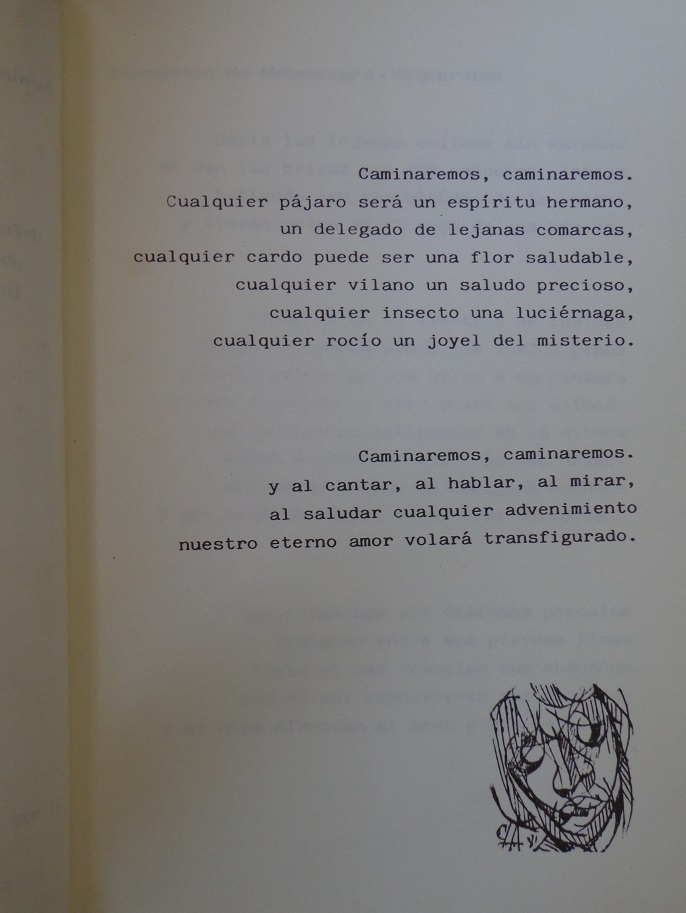 Caminaremos, caminaremos.
Cualquier pájaro será un espíritu hermano,
un delegado de lejanas comarcas,
cualquier cardo puede ser una flor saludable,
cualquier vilano un saludo precioso,
cualquier insecto una luciérnaga,
cualquier rocío un joyel del misterio.
Caminaremos, caminaremos.
y al cantar, al hablar, al mirar,
al saludar cualquier advenimiento
nuestro eterno amor volará transfigurado.